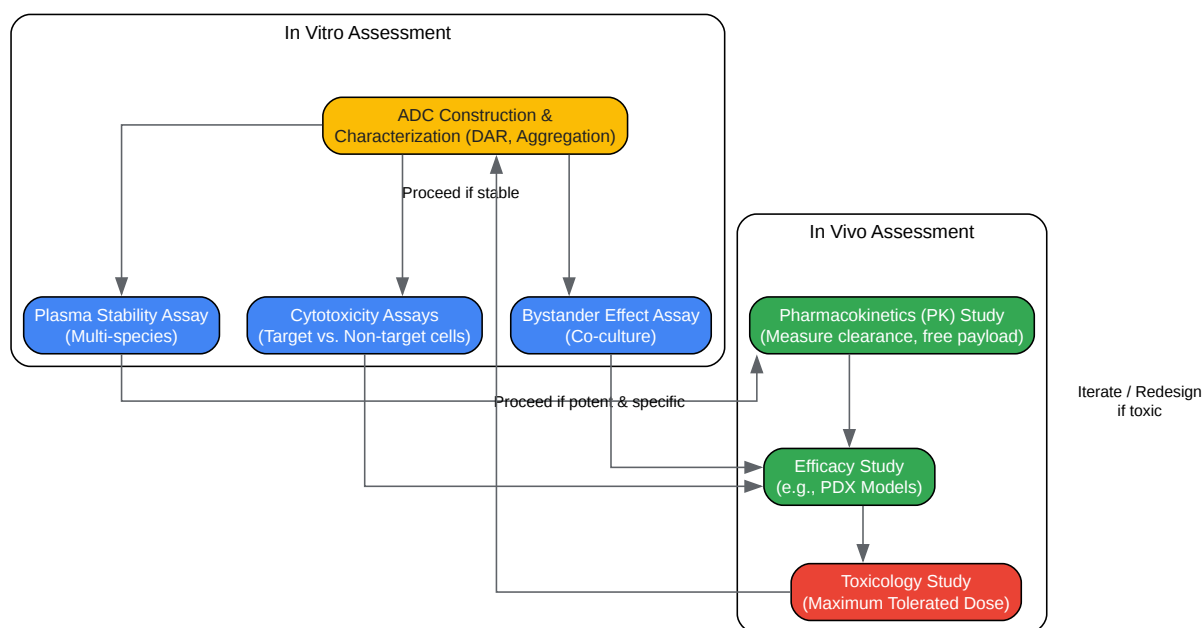 In Vitro Assessment
ADC Construction &
Characterization (DAR, Aggregation)
Proceed if stable
In Vivo Assessment
Plasma Stability Assay
(Multi-species)
Cytotoxicity Assays
(Target vs. Non-target cells)
Bystander Effect Assay
(Co-culture)
Pharmacokinetics (PK) Study
(Measure clearance, free payload)
Proceed if potent & specific
Iterate / Redesign
if toxic
Efficacy Study
(e.g., PDX Models)
Toxicology Study
(Maximum Tolerated Dose)